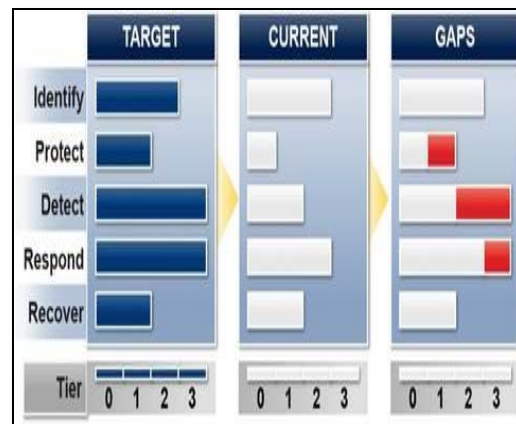 TARGET CURRENT GAPS
Identify
Protect
Detect
Respond
Recover
Tier
0 1 2 3 0 1 2 3 0 1 2 3